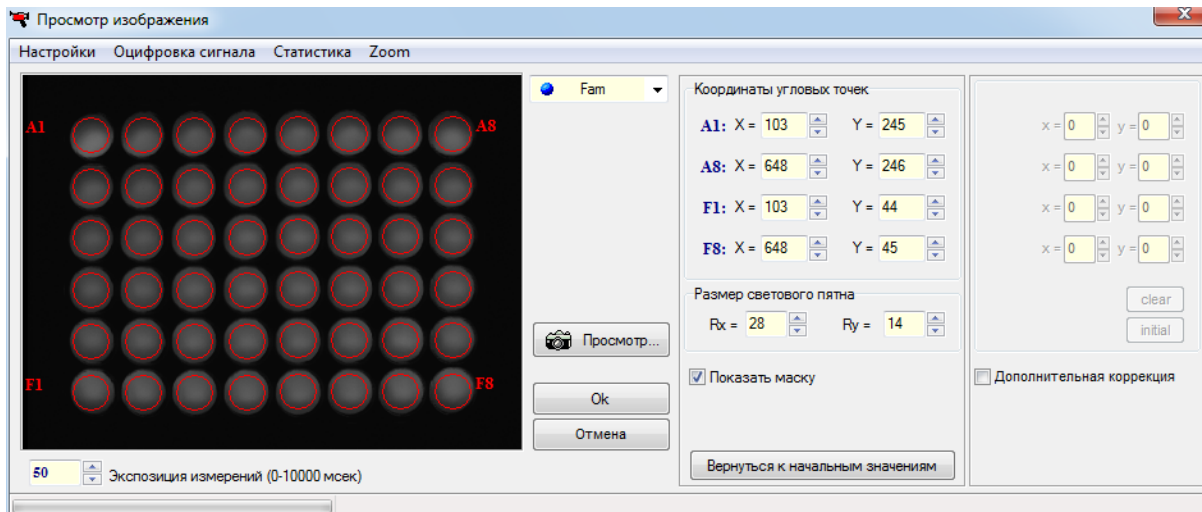 Просмотр изображения
Настройки Оцифровка сигнала Статистика Zoom
A1 A8
F1 F8
50 Экспозиция измерений (0-10000 мсек)
Fam
Просмотр...
Ok
Отмена
Координаты угловых точек
A1: X = 103 Y = 245
A8: X = 648 Y = 246
F1: X = 103 Y = 44
F8: X = 648 Y = 45
Размер светового пятна
Rx = 28 Ry = 14
Показать маску
Вернуться к начальным значениям
x = 0 y = 0
x = 0 y = 0
x = 0 y = 0
x = 0 y = 0
clear
initial
Дополнительная коррекция